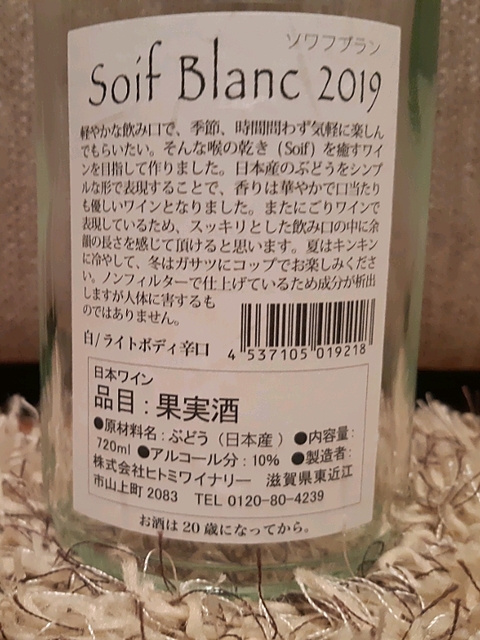 ソワフブラン
Soif Blanc 2019
軽やかな飲み口で、季節、時間問わず気軽に楽しん
でもらいたい。そんな喉の乾き（Soif）を癒すワイ
ンを目指して作りました。日本産のぶどうをシンプ
ルな形で表現することで、香りは華やかで口当たり
も優しいワインとなりました。またにごりワインで
表現しているため、スッキリとした飲み口の中に余
韻の長さを感じて頂けると思います。夏はキンキン
に冷やして、冬はガサツにコップでお楽しみくださ
い。ノンフィルターで仕上げているため成分が析出
しますが人体に害するも
のではありません。
白/ライトボディ辛口
4 537105 019218
日本ワイン
品目：果実酒
●原材料名：ぶどう（日本産）●内容量：
720ml ●アルコール分：10% ●製造者：
株式会社ヒトミワイナリー 滋賀県東近江
市山上町2083 TEL 0120-80-4239
お酒は20歳になってから。